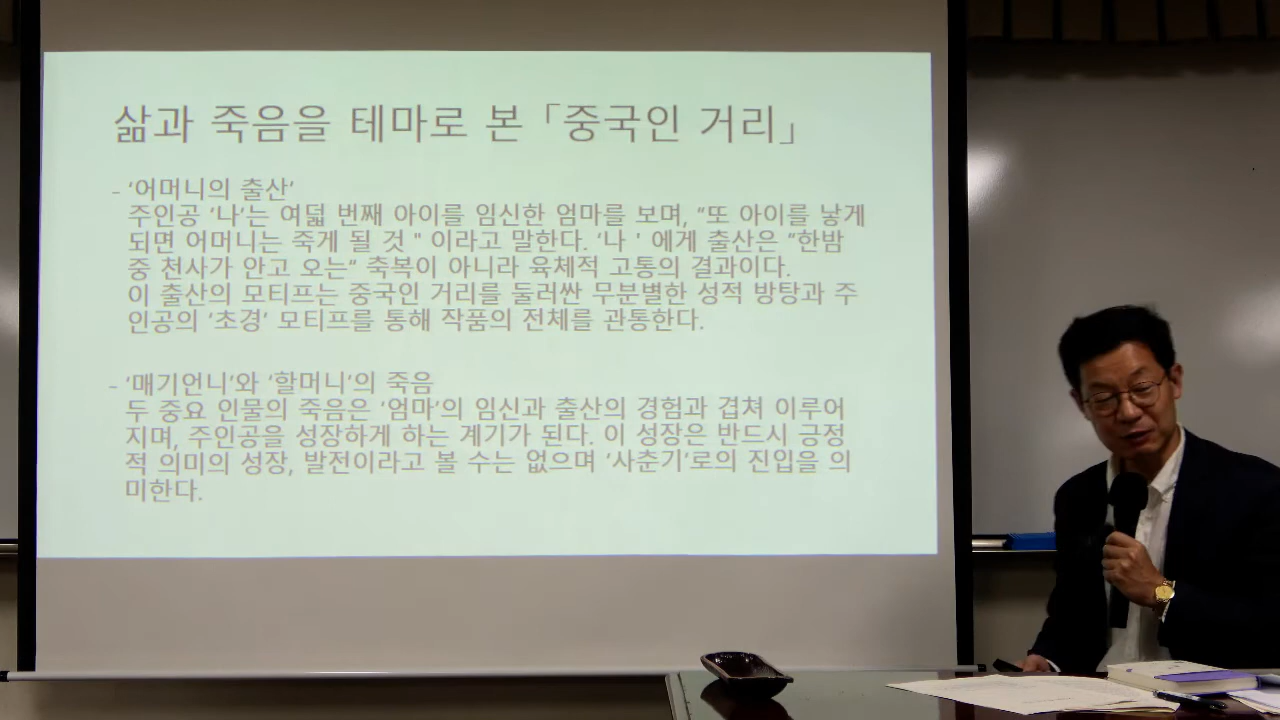 삶과 죽음을 테마로 본 「중국인 거리」
- ‘어머니의 출산’
주인공 ‘나’는 여덟 번째 아이를 임신한 엄마를 보며, “또 아이를 낳게
되면 어머니는 죽게 될 것 " 이라고 말한다. ‘나 ' 에게 출산은 “한밤
중 천사가 안고 오는” 축복이 아니라 육체적 고통의 결과이다.
이 출산의 모티프는 중국인 거리를 둘러싼 무분별한 성적 방탕과 주
인공의 ‘초경’ 모티프를 통해 작품의 전체를 관통한다.
- ‘매기언니’와 ‘할머니’의 죽음
두 중요 인물의 죽음은 ‘엄마’의 임신과 출산의 경험과 겹쳐 이루어
지며, 주인공을 성장하게 하는 계기가 된다. 이 성장은 반드시 긍정
적 의미의 성장, 발전이라고 볼 수는 없으며 ‘사춘기’로의 진입을 의
미한다.